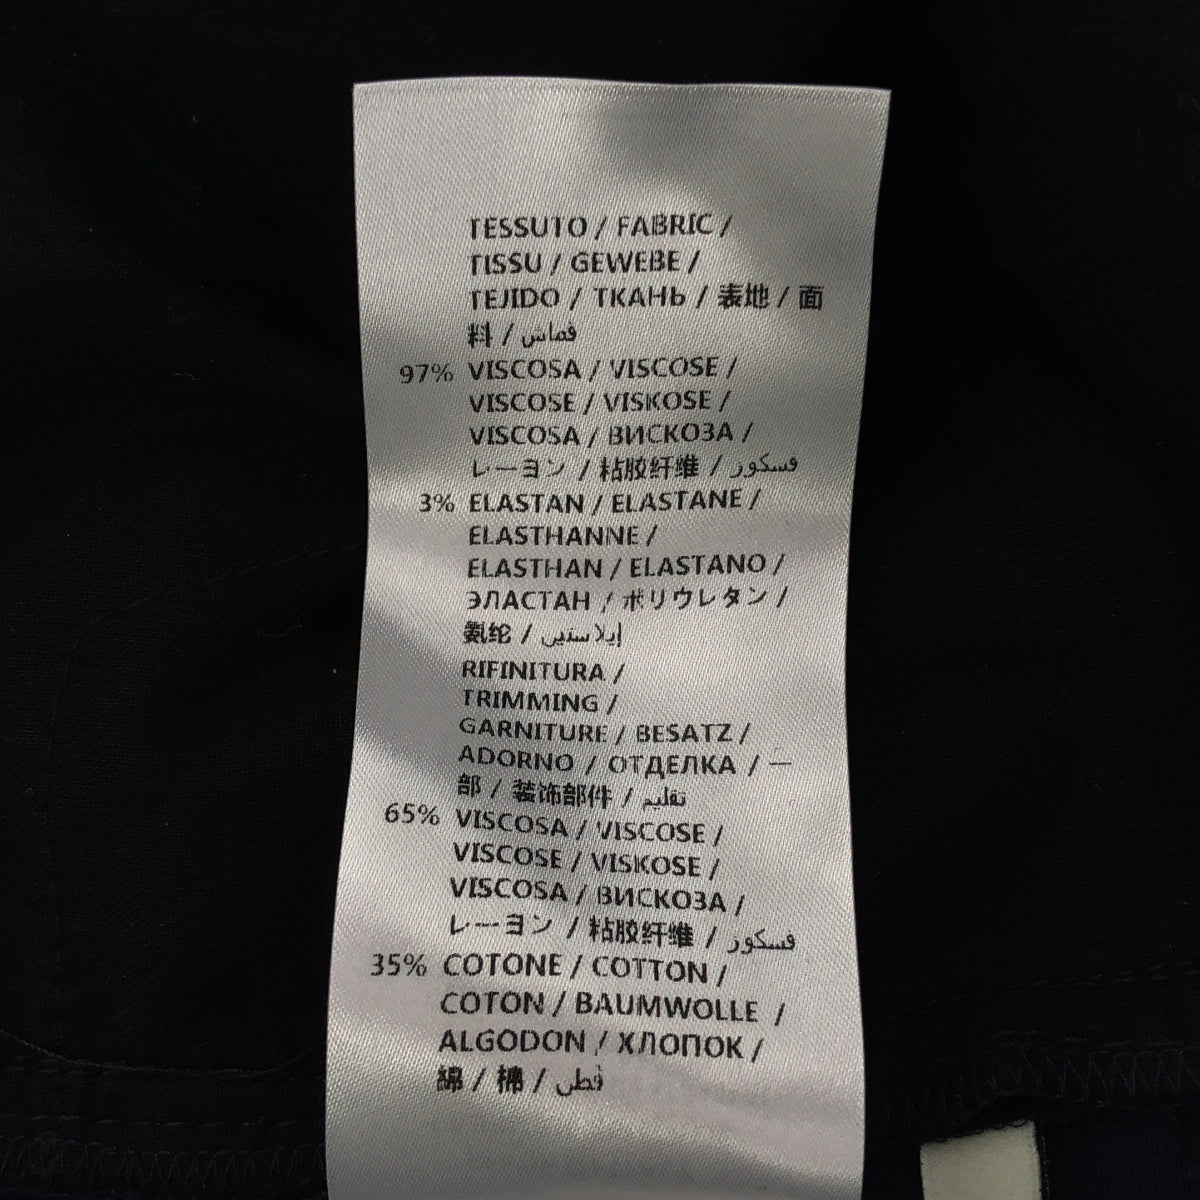 TESSUTO / FABRIC /
TISSU / GEWEBE /
TEJIDO / ТКАНЬ / 表地 / 面
料 / قماش
97% VISCOSA / VISCOSE /
VISCOSE / VISKOSE /
VISCOSA / ВИСКОЗА /
レーヨン / 粘胶纤维 / فسكور
3% ELASTAN / ELASTANE /
ELASTHANNE /
ELASTHAN / ELASTANO /
ЭЛАСТАН / ポリウレタン /
氨纶 / إيلاستين
RIFINITURA /
TRIMMING /
GARNITURE / BESATZ /
ADORNO / ОТДЕЛКА / 一
部 / 装饰部件 / تقليم
65% VISCOSA / VISCOSE /
VISCOSE / VISKOSE /
VISCOSA / ВИСКОЗА /
レーヨン / 粘胶纤维 / فسكور
35% COTONE / COTTON /
COTON / BAUMWOLLE /
ALGODON / ХЛОПОК /
綿 / 棉 / قطن